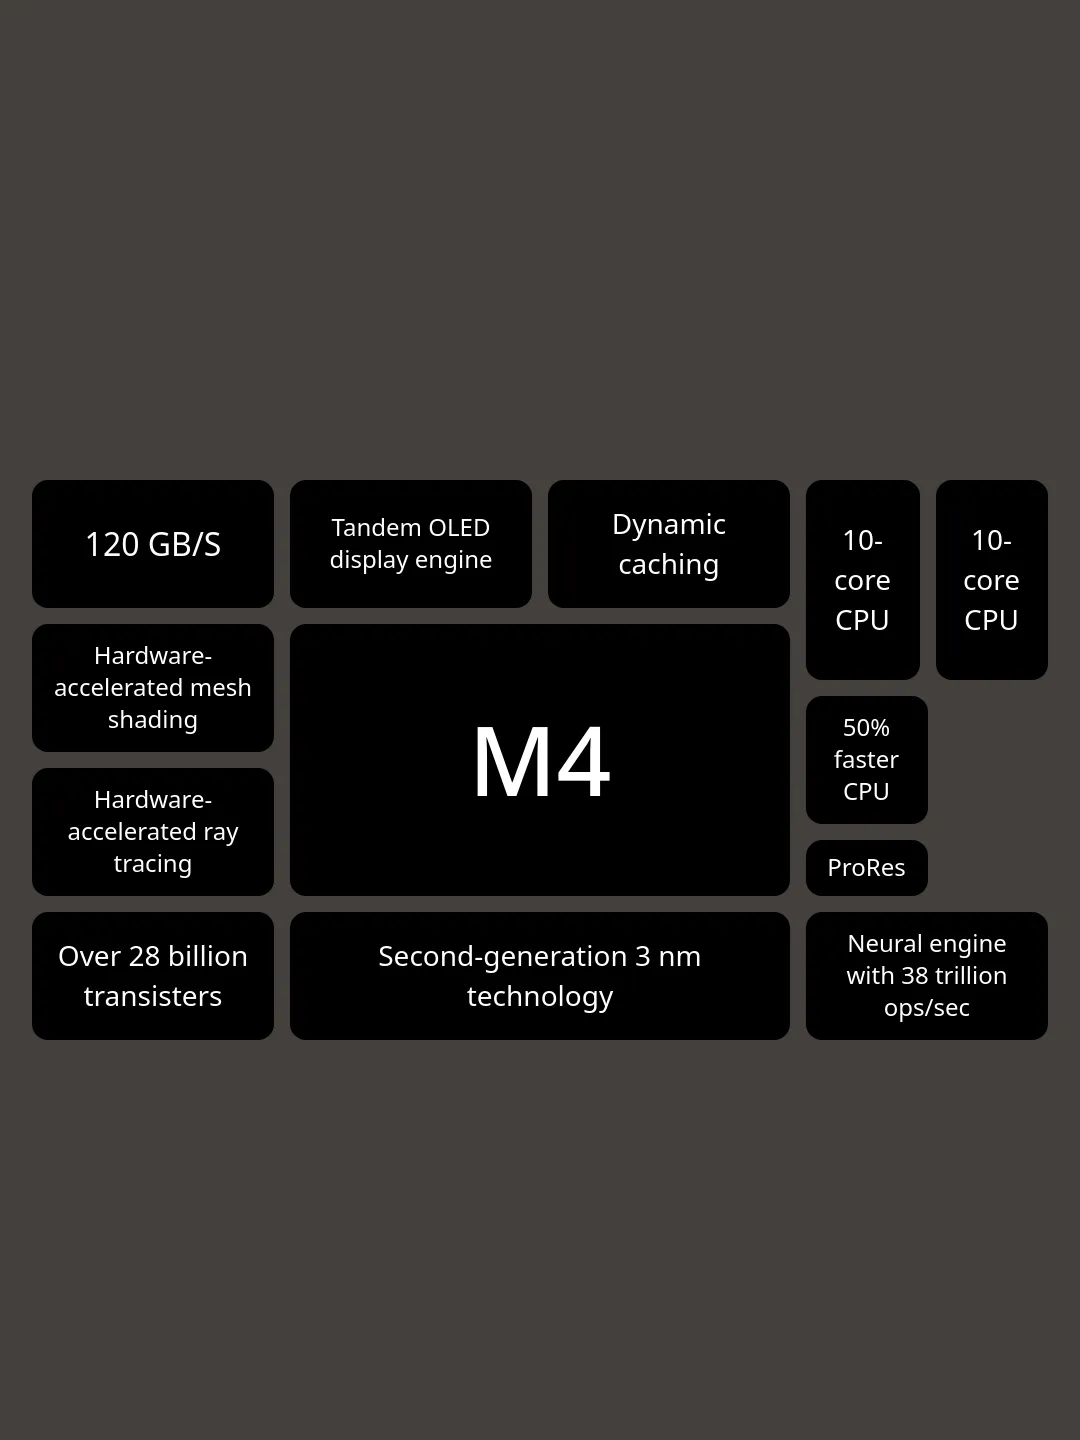 120 GB/S
Tandem OLED
display engine
Dynamic
caching
10-
core
CPU
10-
core
CPU
Hardware-
accelerated mesh
shading
M4
50%
faster
CPU
Hardware-
accelerated ray
tracing
ProRes
Over 28 billion
transisters
Second-generation 3 nm
technology
Neural engine
with 38 trillion
ops/sec